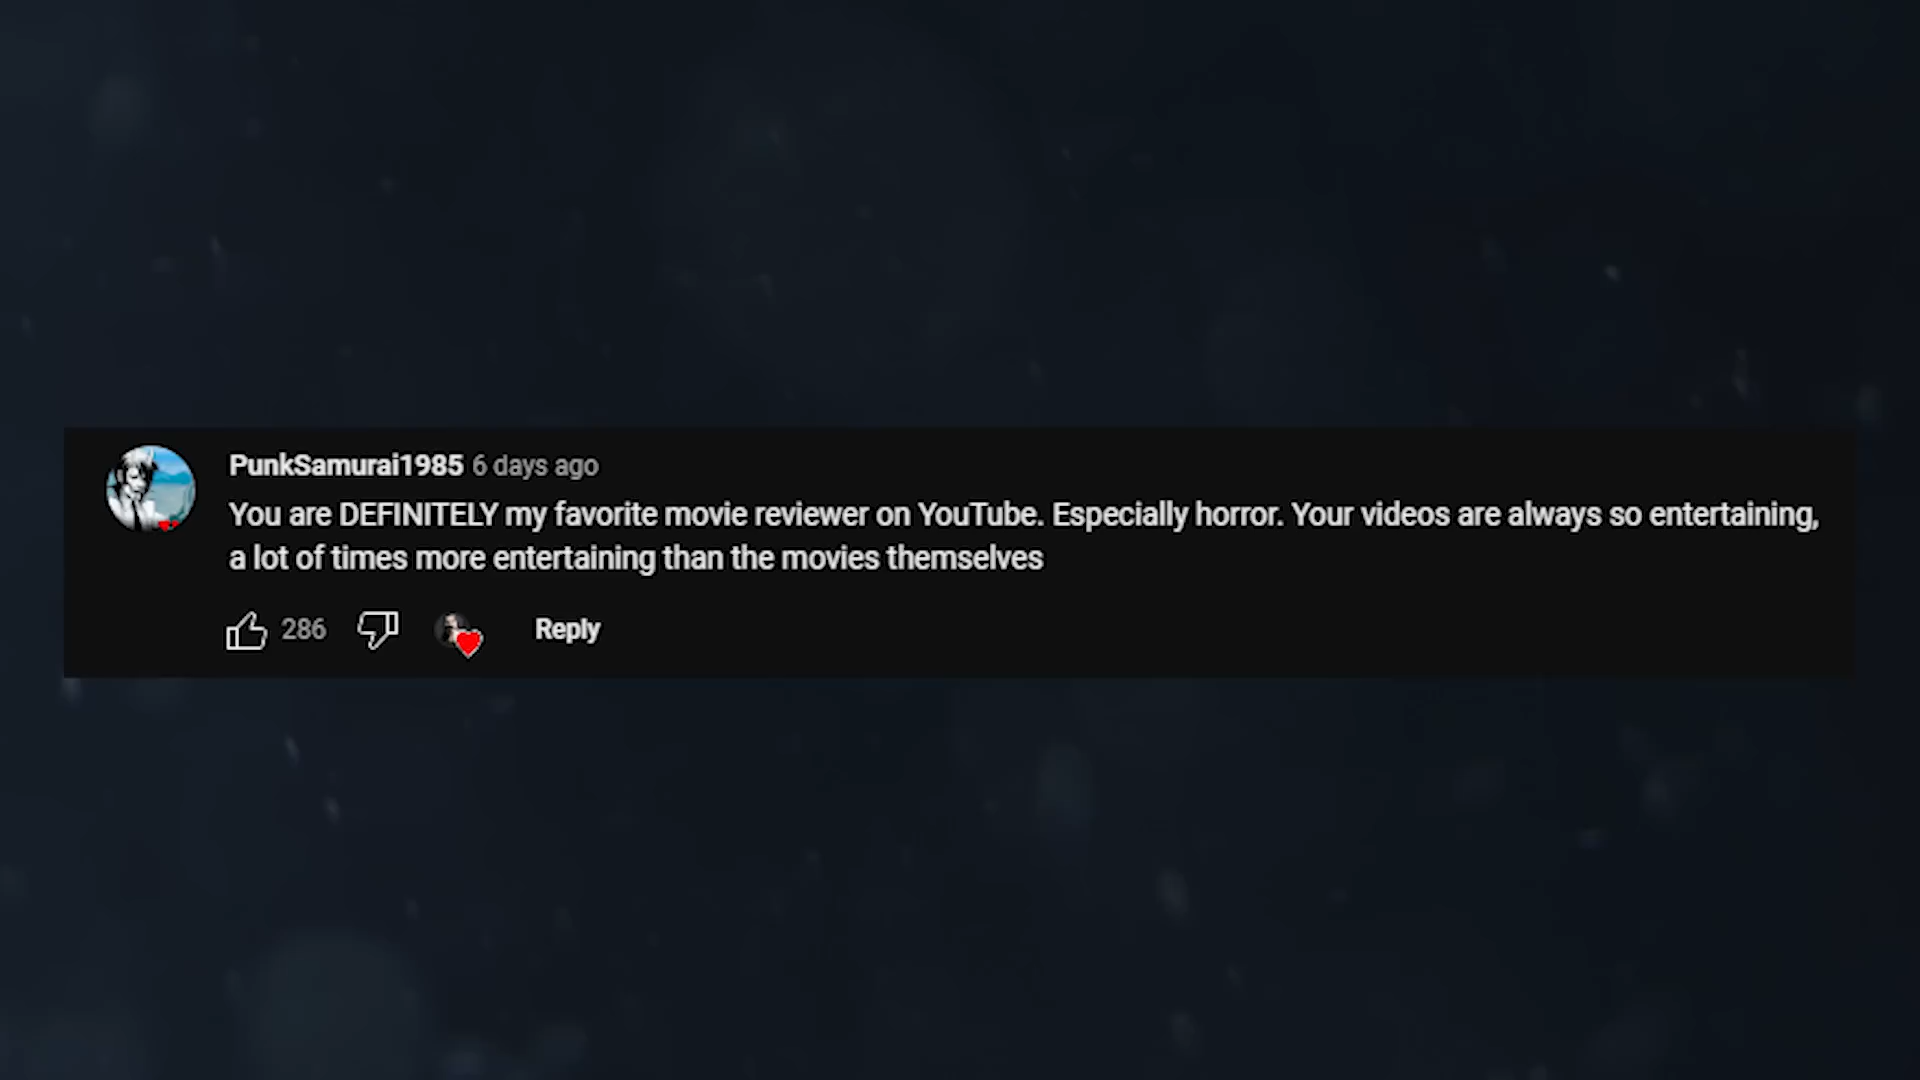 PunkSamurai1985 6 days ago
You are DEFINITELY my favorite movie reviewer on YouTube. Especially horror. Your videos are always so entertaining,
a lot of times more entertaining than the movies themselves
286 Reply